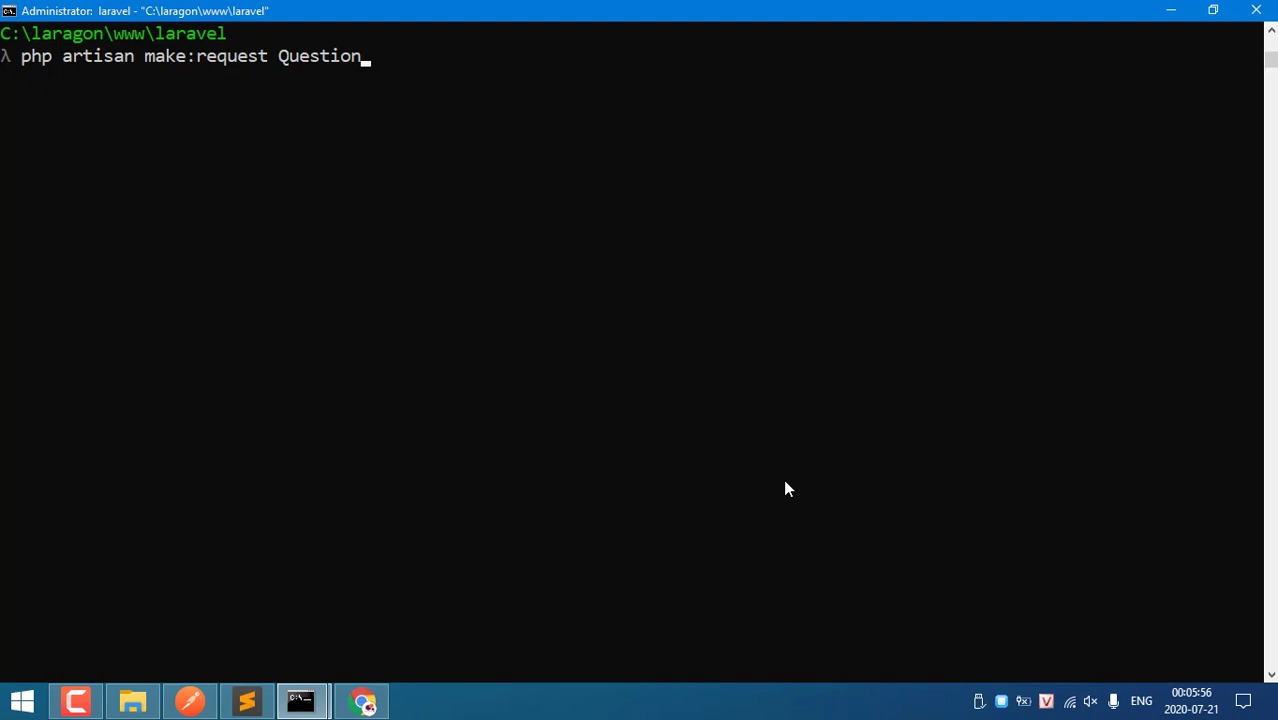 Administrator: laravel - "C:\laragon\www\laravel"
C:\laragon\www\laravel
λ php artisan make:request Question
ENG
00:05:56
2020-07-21